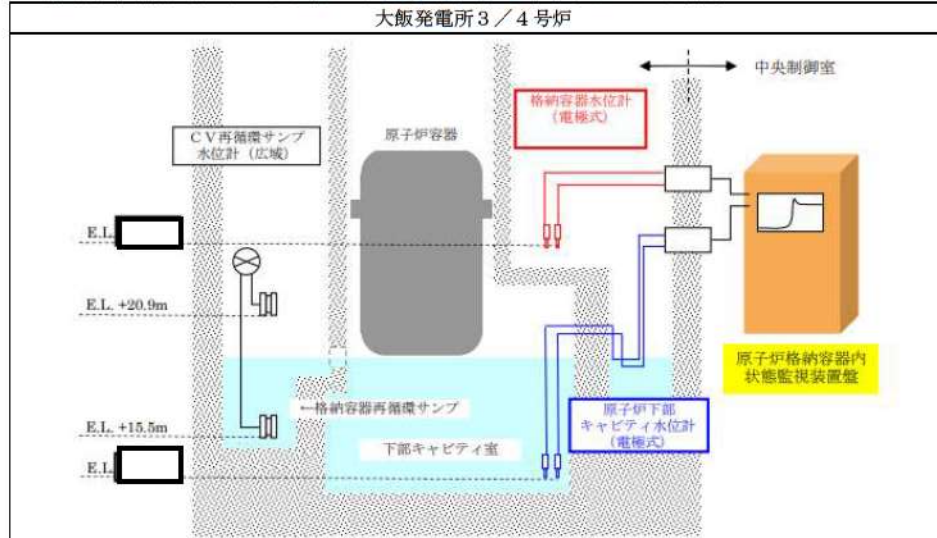 大飯発電所３／４号炉
中央制御室
格納容器水位計
（電極式）
ＣＶ再循環サンプ
水位計（広域）
原子炉容器
E.L.
E.L. +20.9m
原子炉格納容器内
状態監視装置盤
←格納容器再循環サンプ
原子炉下部
キャビティ水位計
（電極式）
E.L. +15.5m
下部キャビティ室
E.L.